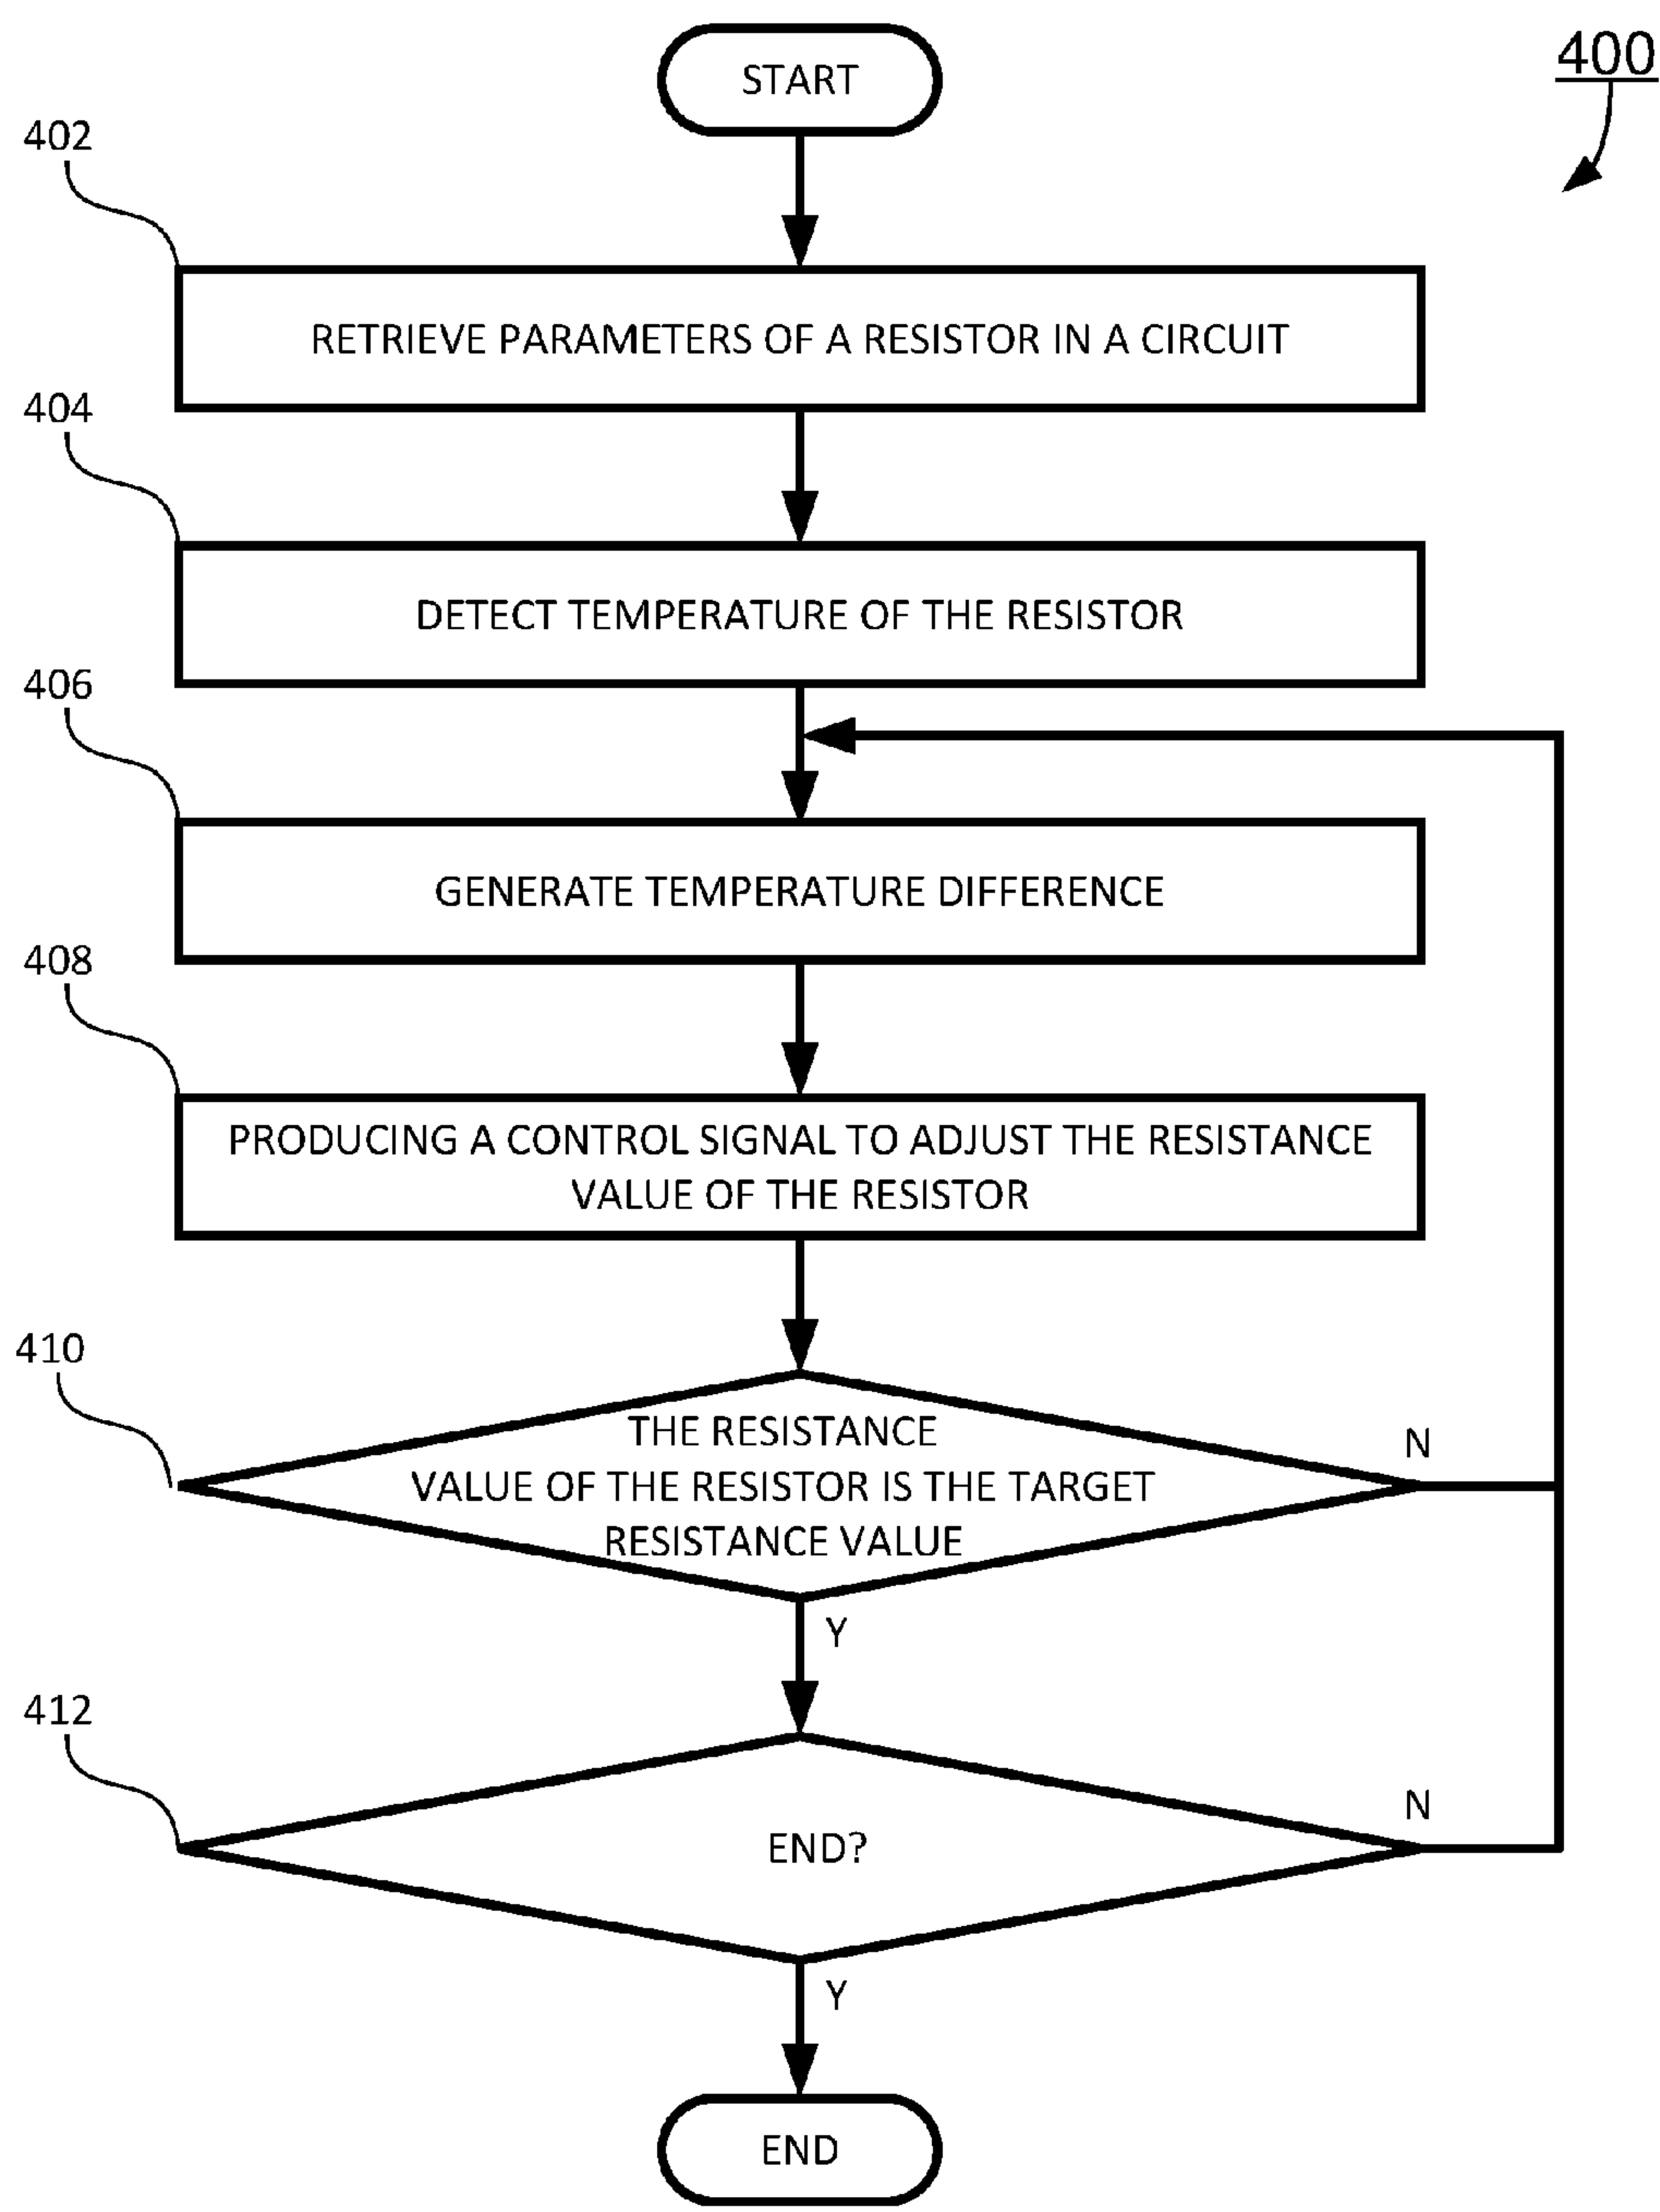 START
400
402
RETRIEVE PARAMETERS OF A RESISTOR IN A CIRCUIT
404
DETECT TEMPERATURE OF THE RESISTOR
406
GENERATE TEMPERATURE DIFFERENCE
408
PRODUCING A CONTROL SIGNAL TO ADJUST THE RESISTANCE
VALUE OF THE RESISTOR
410
THE RESISTANCE
VALUE OF THE RESISTOR IS THE TARGET
RESISTANCE VALUE
N
Y
412
END?
N
Y
END